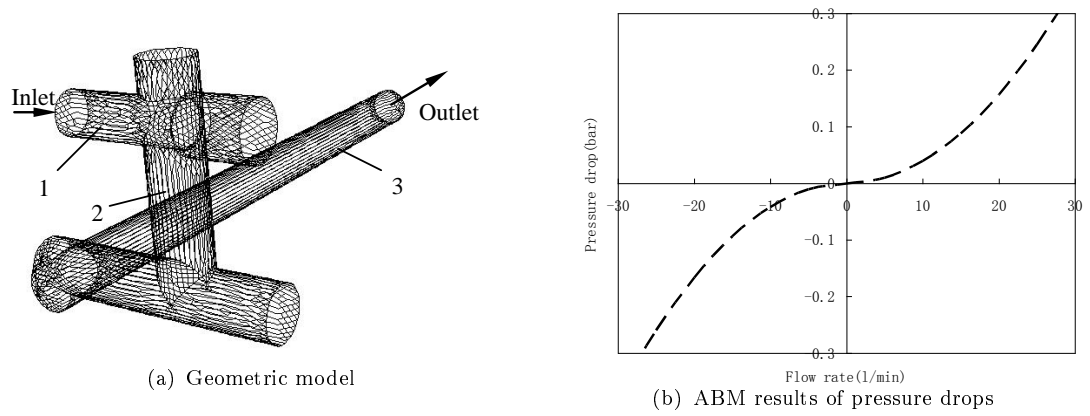 Inlet
Outlet
1
2
3
(a) Geometric model
0.3
0.2
0.1
0
-30
-20
-10
0
10
20
30
-0.1
-0.2
0.3
Pressure drop(bar)
Flow rate(l/min)
(b) ABM results of pressure drops